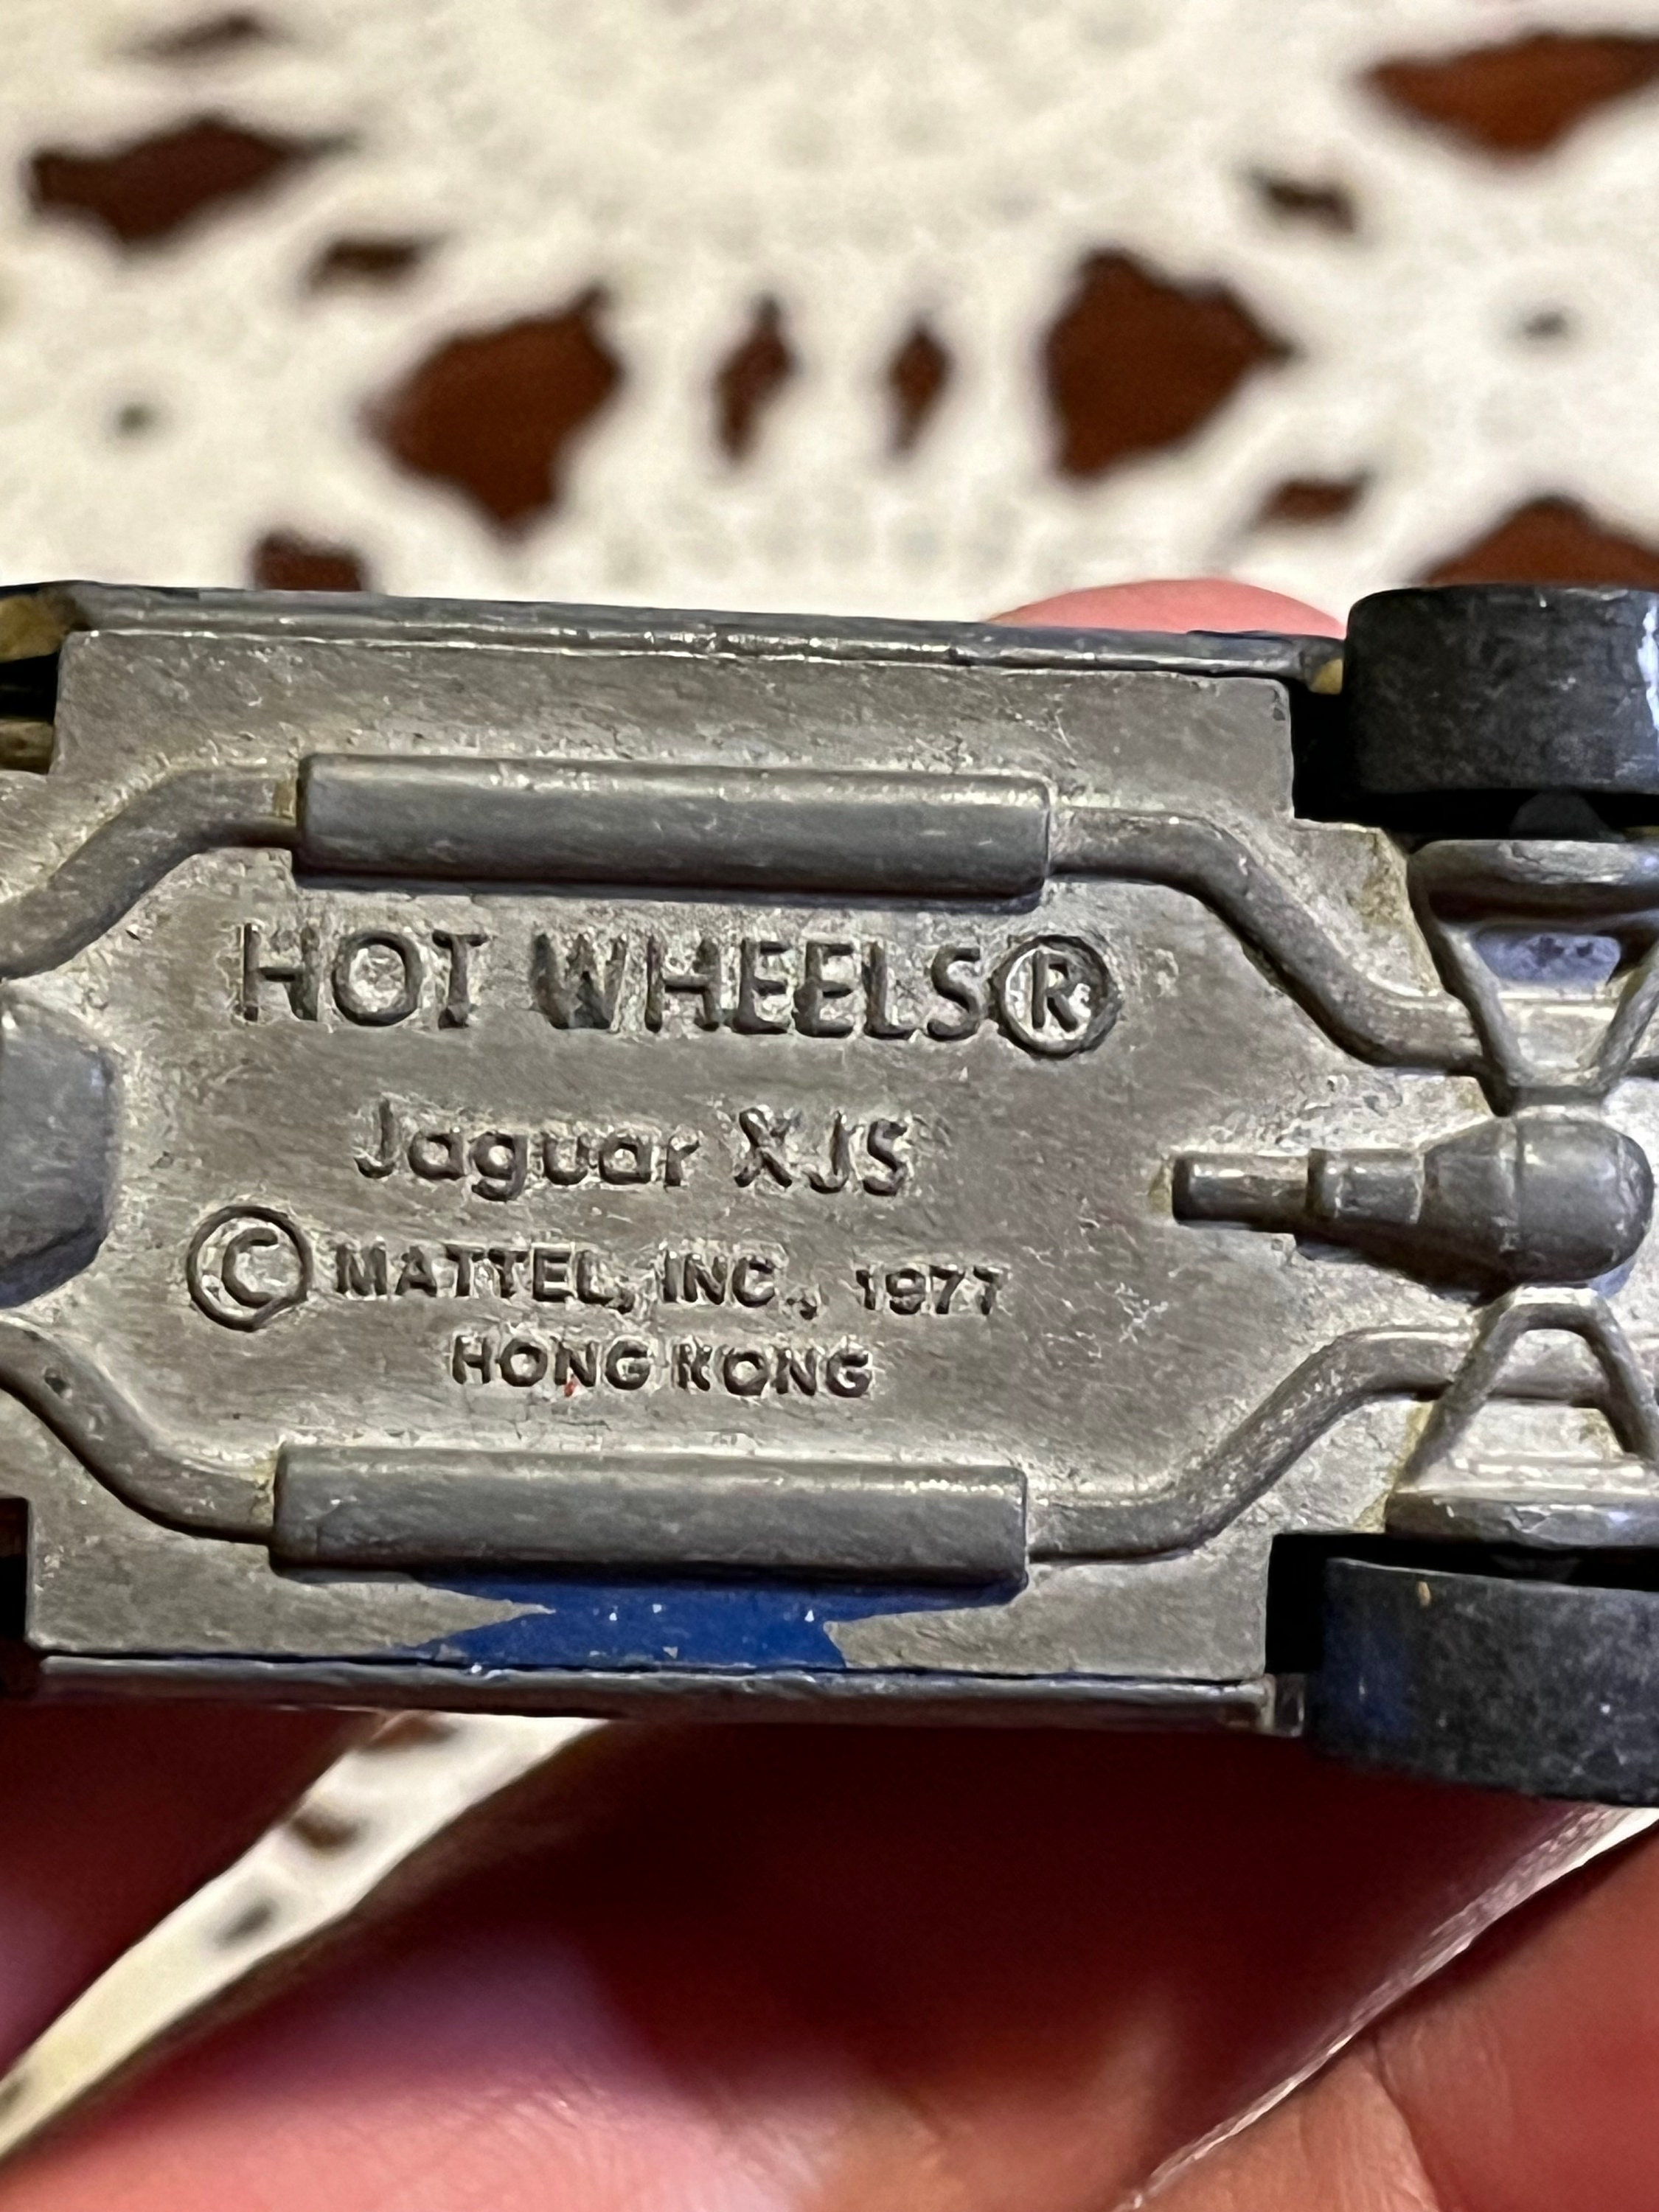 HOT WHEELS®
Jaguar XJS
© MATTEL, INC., 1977
HONG KONG